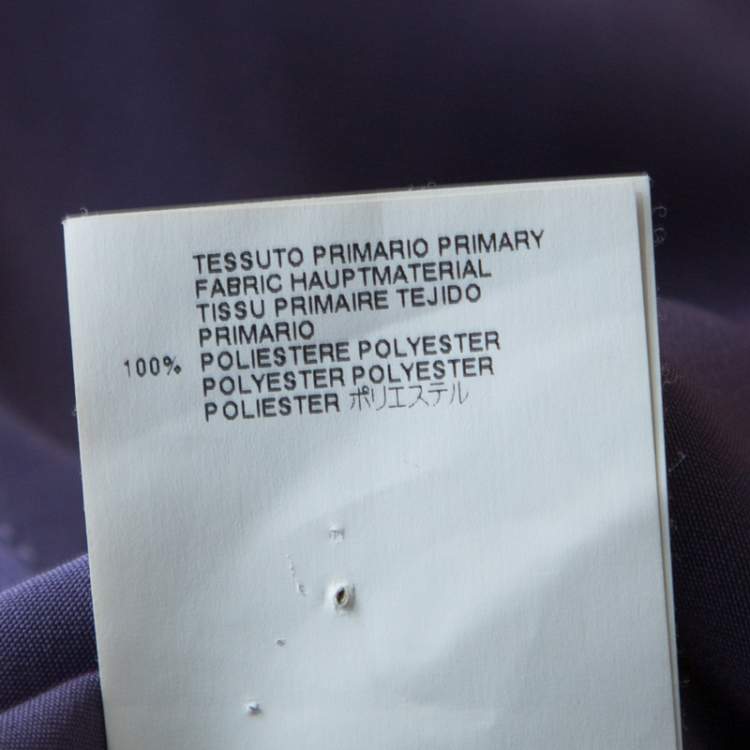 TESSUTO PRIMARIO PRIMARY
FABRIC HAUPTMATERIAL
TISSU PRIMAIRE TEJIDO
PRIMARIO
100% POLIESTERE POLYESTER
POLYESTER POLYESTER
POLIESTER ポリエステル